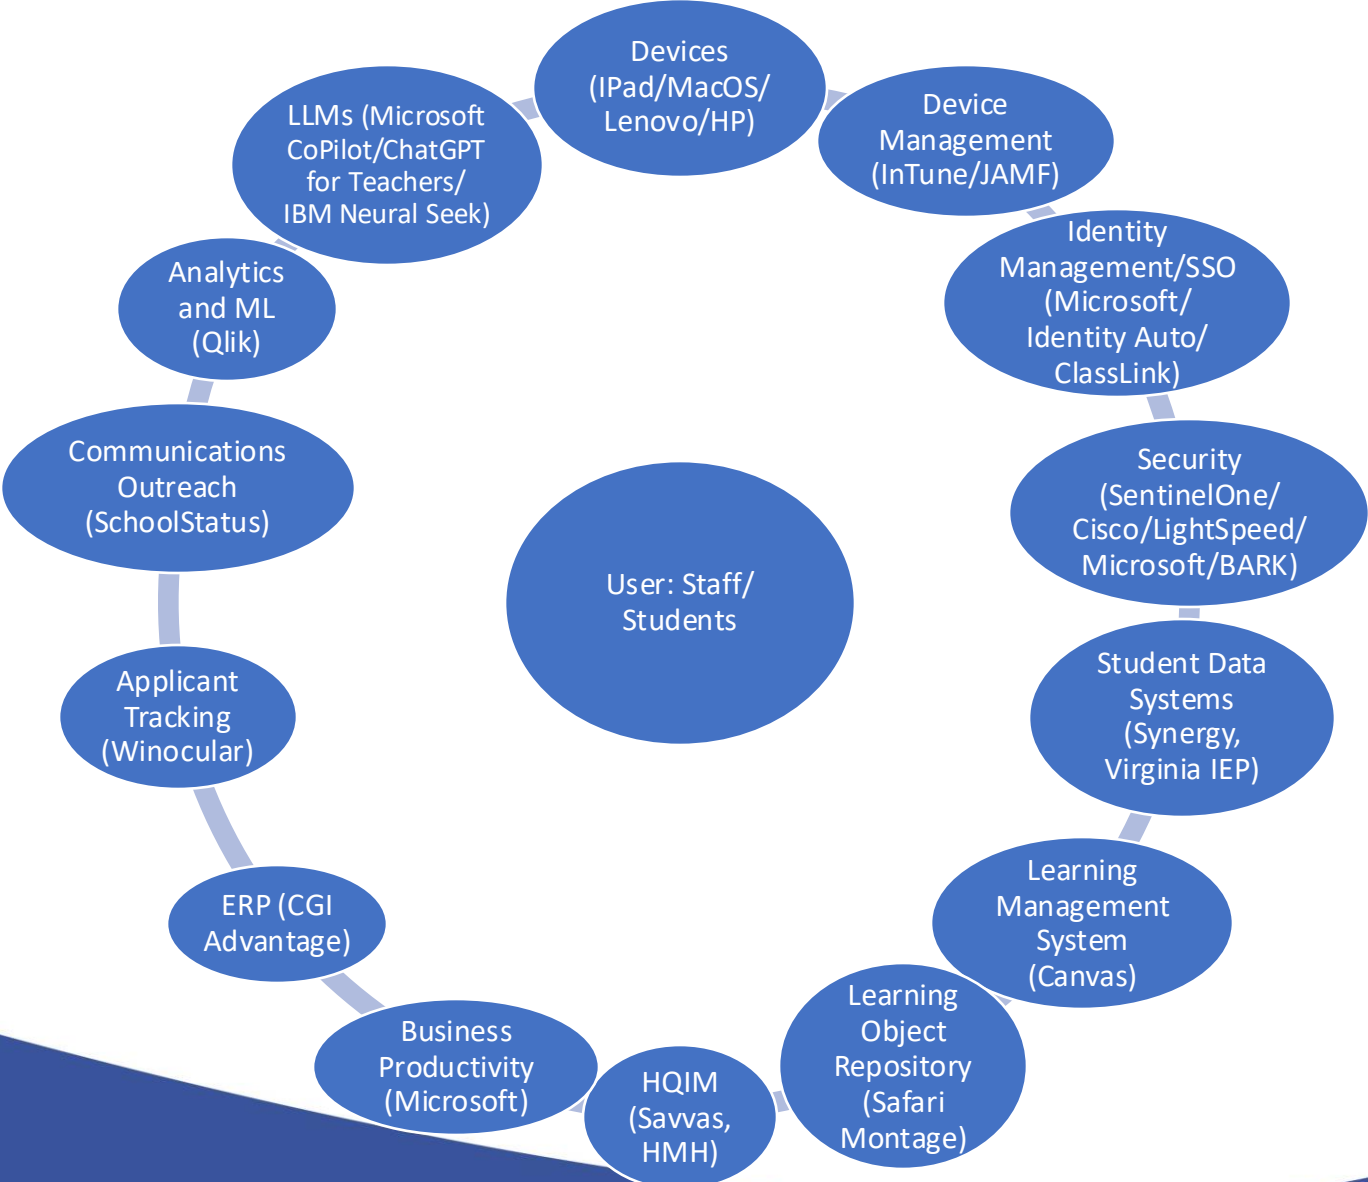 Devices
(IPad/MacOS/
Lenovo/HP)
Device
Management
(InTune/JAMF)
Identity
Management/SSO
(Microsoft/
Identity Auto/
ClassLink)
Security
(SentinelOne/
Cisco/LightSpeed/
Microsoft/BARK)
Student Data
Systems
(Synergy,
Virginia IEP)
Learning
Management
System
(Canvas)
Learning
Object
Repository
(Safari
Montage)
HQIM
(Savvas,
HMH)
Business
Productivity
(Microsoft)
ERP (CGI
Advantage)
Applicant
Tracking
(Winocular)
Communications
Outreach
(SchoolStatus)
Analytics
and ML
(Qlik)
LLMs (Microsoft
CoPilot/ChatGPT
for Teachers/
IBM Neural Seek)
User: Staff/
Students